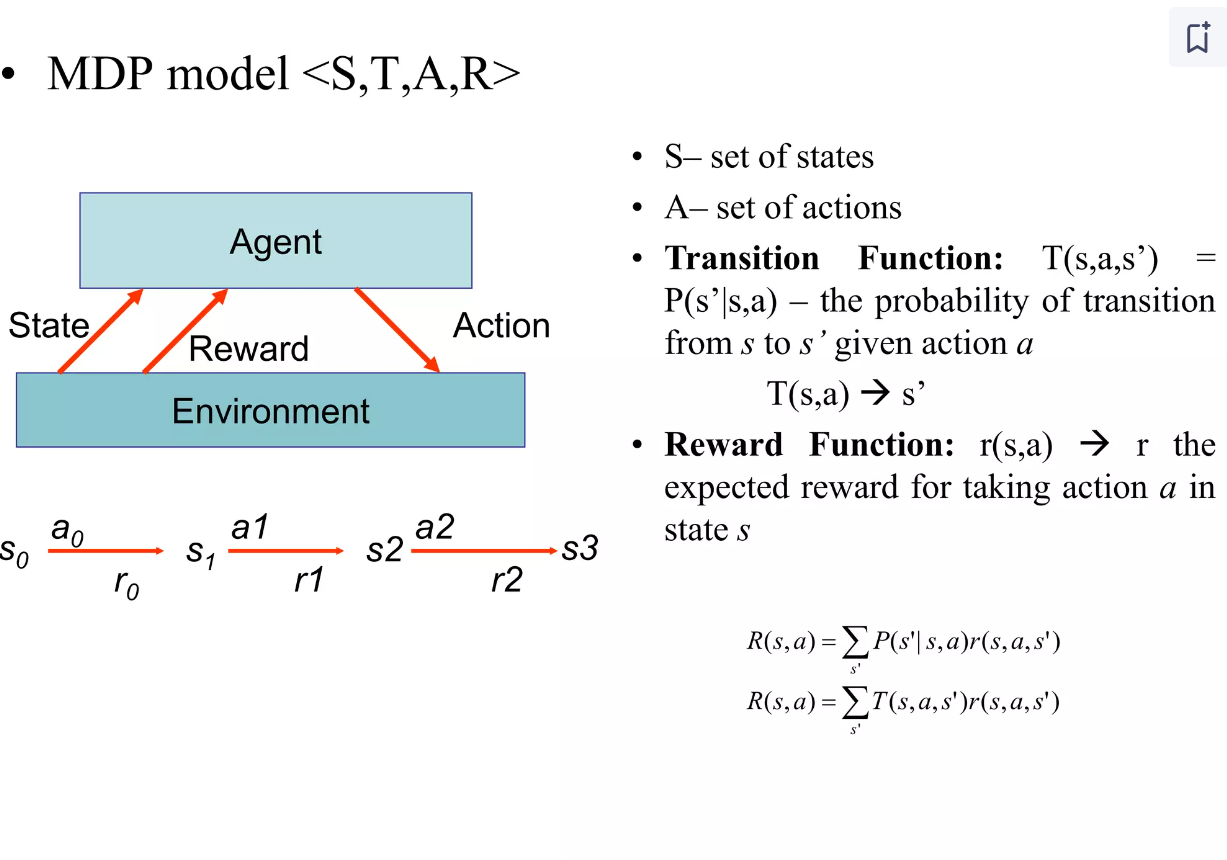 • MDP model <S,T,A,R>
Agent
State
Reward
Action
Environment
s₀ a₀ r₀ s₁ a1 r1 s2 a2 r2 s3
• S– set of states
• A– set of actions
• Transition Function: T(s,a,s’) =
P(s’|s,a) – the probability of transition
from s to s’ given action a
T(s,a) → s’
• Reward Function: r(s,a) → r the
expected reward for taking action a in
state s
R(s,a) = ∑_{s'} P(s'| s,a)r(s,a,s')
R(s,a) = ∑_{s'} T(s,a,s')r(s,a,s')